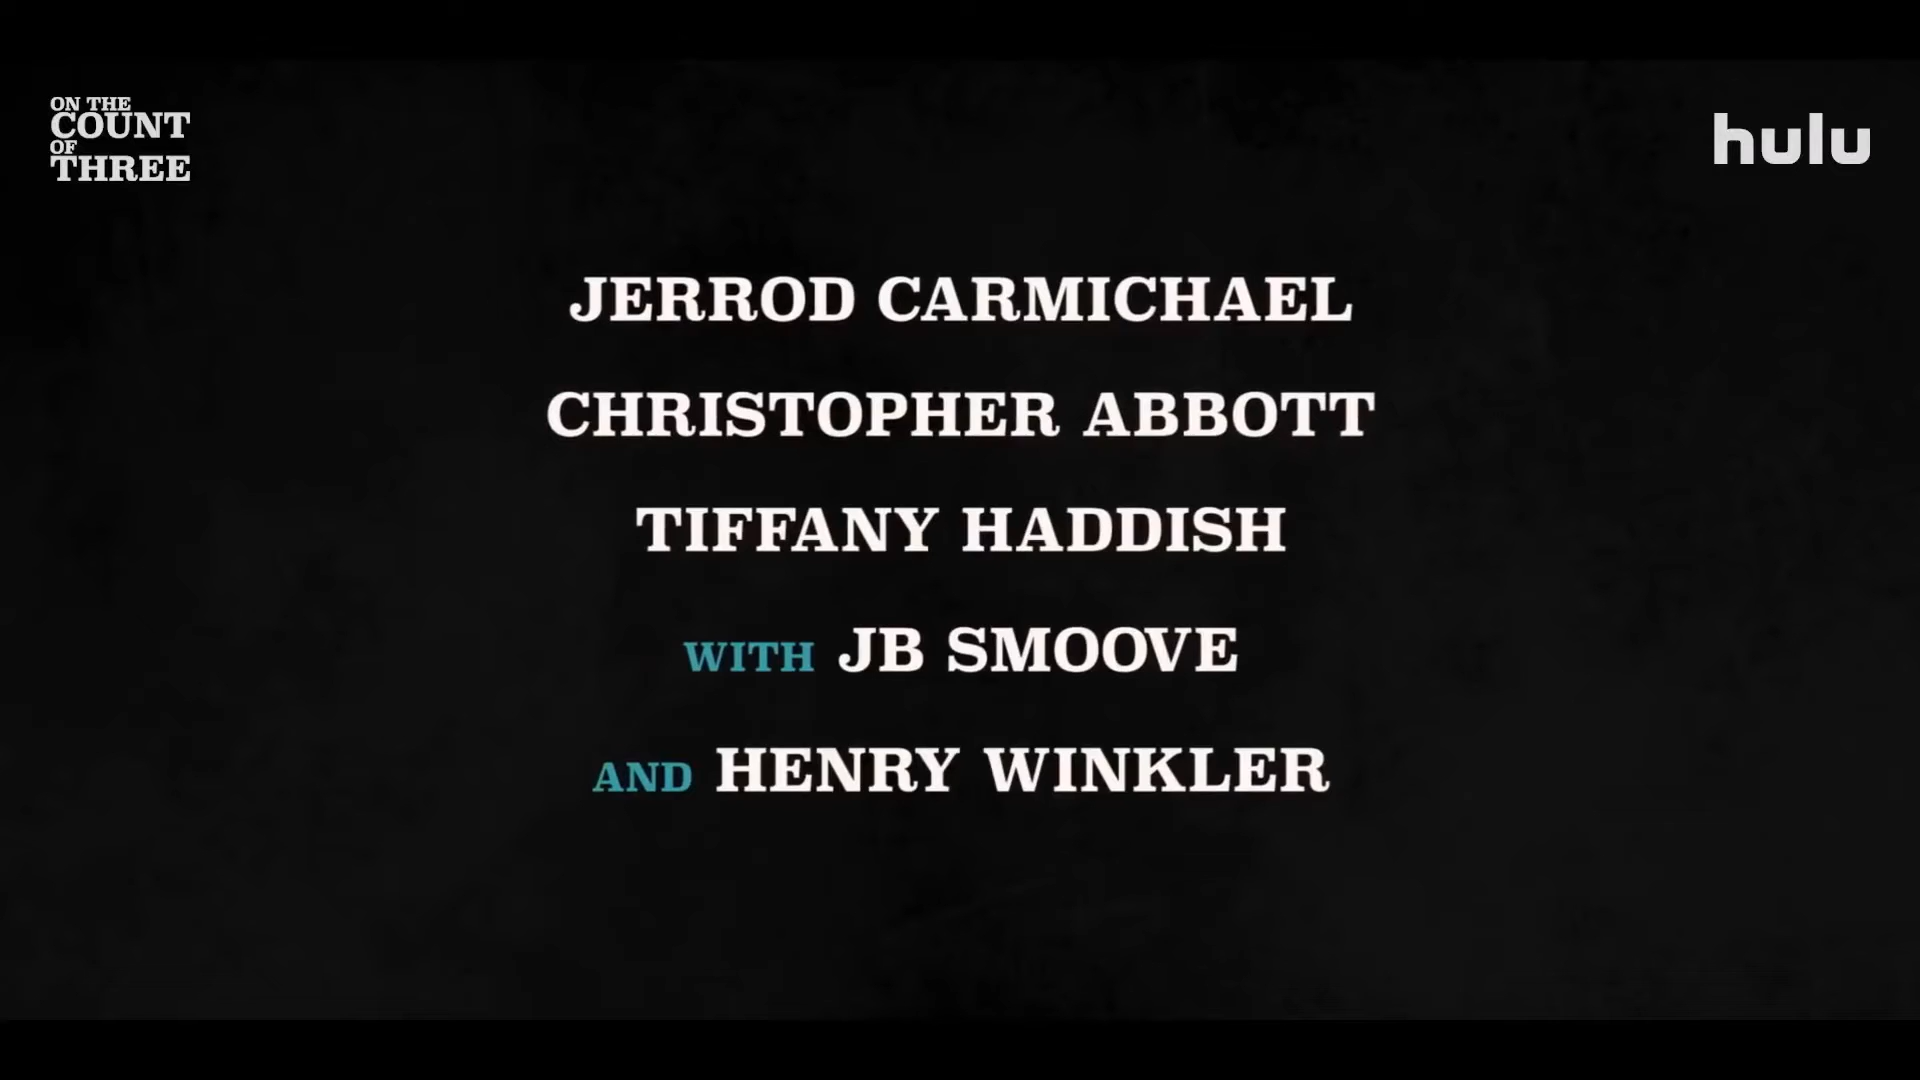 ON THE
COUNT
OF
THREE
hulu
JERROD CARMICHAEL
CHRISTOPHER ABBOTT
TIFFANY HADDISH
WITH JB SMOOVE
AND HENRY WINKLER